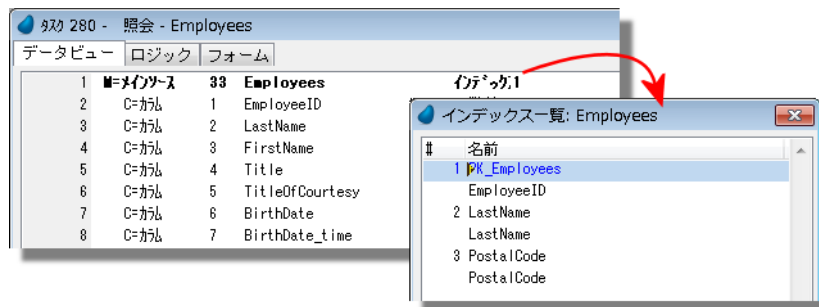 ﾀｽｸ 280 - 照会 - Employees
データビュー ロジック フォーム
1 M=ﾒｲﾝｿｰｽ 33 Employees ｲﾝﾃﾞｯｸ:1
2 C=ｶﾗﾑ 1 EmployeeID
3 C=ｶﾗﾑ 2 LastName
4 C=ｶﾗﾑ 3 FirstName
5 C=ｶﾗﾑ 4 Title
6 C=ｶﾗﾑ 5 TitleOfCourtesy
7 C=ｶﾗﾑ 6 BirthDate
8 C=ｶﾗﾑ 7 BirthDate_time
インデックス一覧: Employees
# 名前
1 PK_Employees
EmployeeID
2 LastName
LastName
3 PostalCode
PostalCode